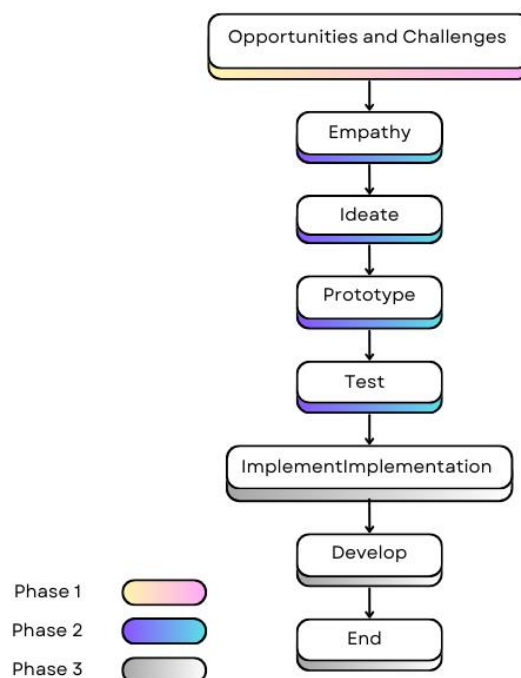 Opportunities and Challenges
Empathy
Ideate
Prototype
Test
ImplementImplementation
Develop
End
Phase 1
Phase 2
Phase 3